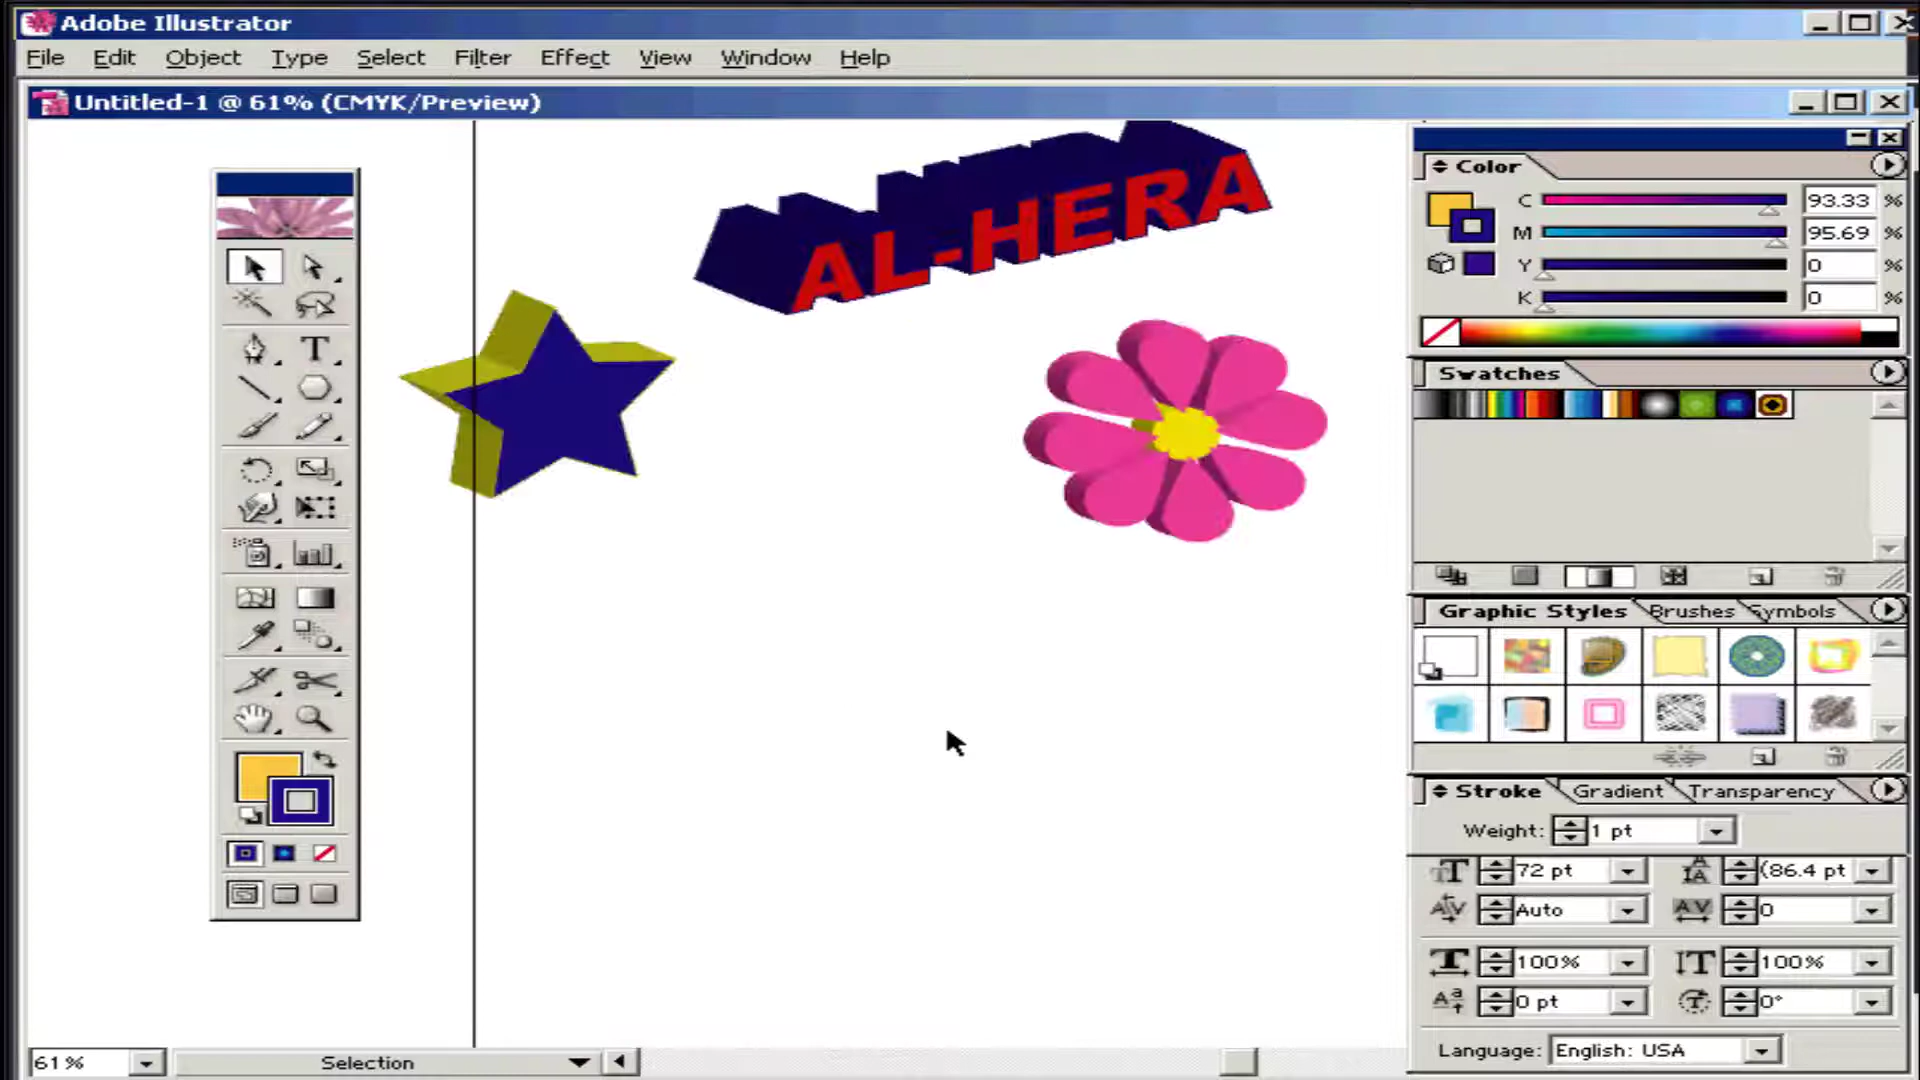 Adobe Illustrator
File Edit Object Type Select Filter Effect View Window Help
Untitled-1 @ 61% (CMYK/Preview)
AL-HERA
Color
C 93.33 %
M 95.69 %
Y 0 %
K 0 %
Swatches
Graphic Styles Brushes Symbols
Stroke Gradient Transparency
Weight: 1 pt
72 pt (86.4 pt
Auto 0
100% 100%
0 pt 0°
Language: English: USA
61% Selection